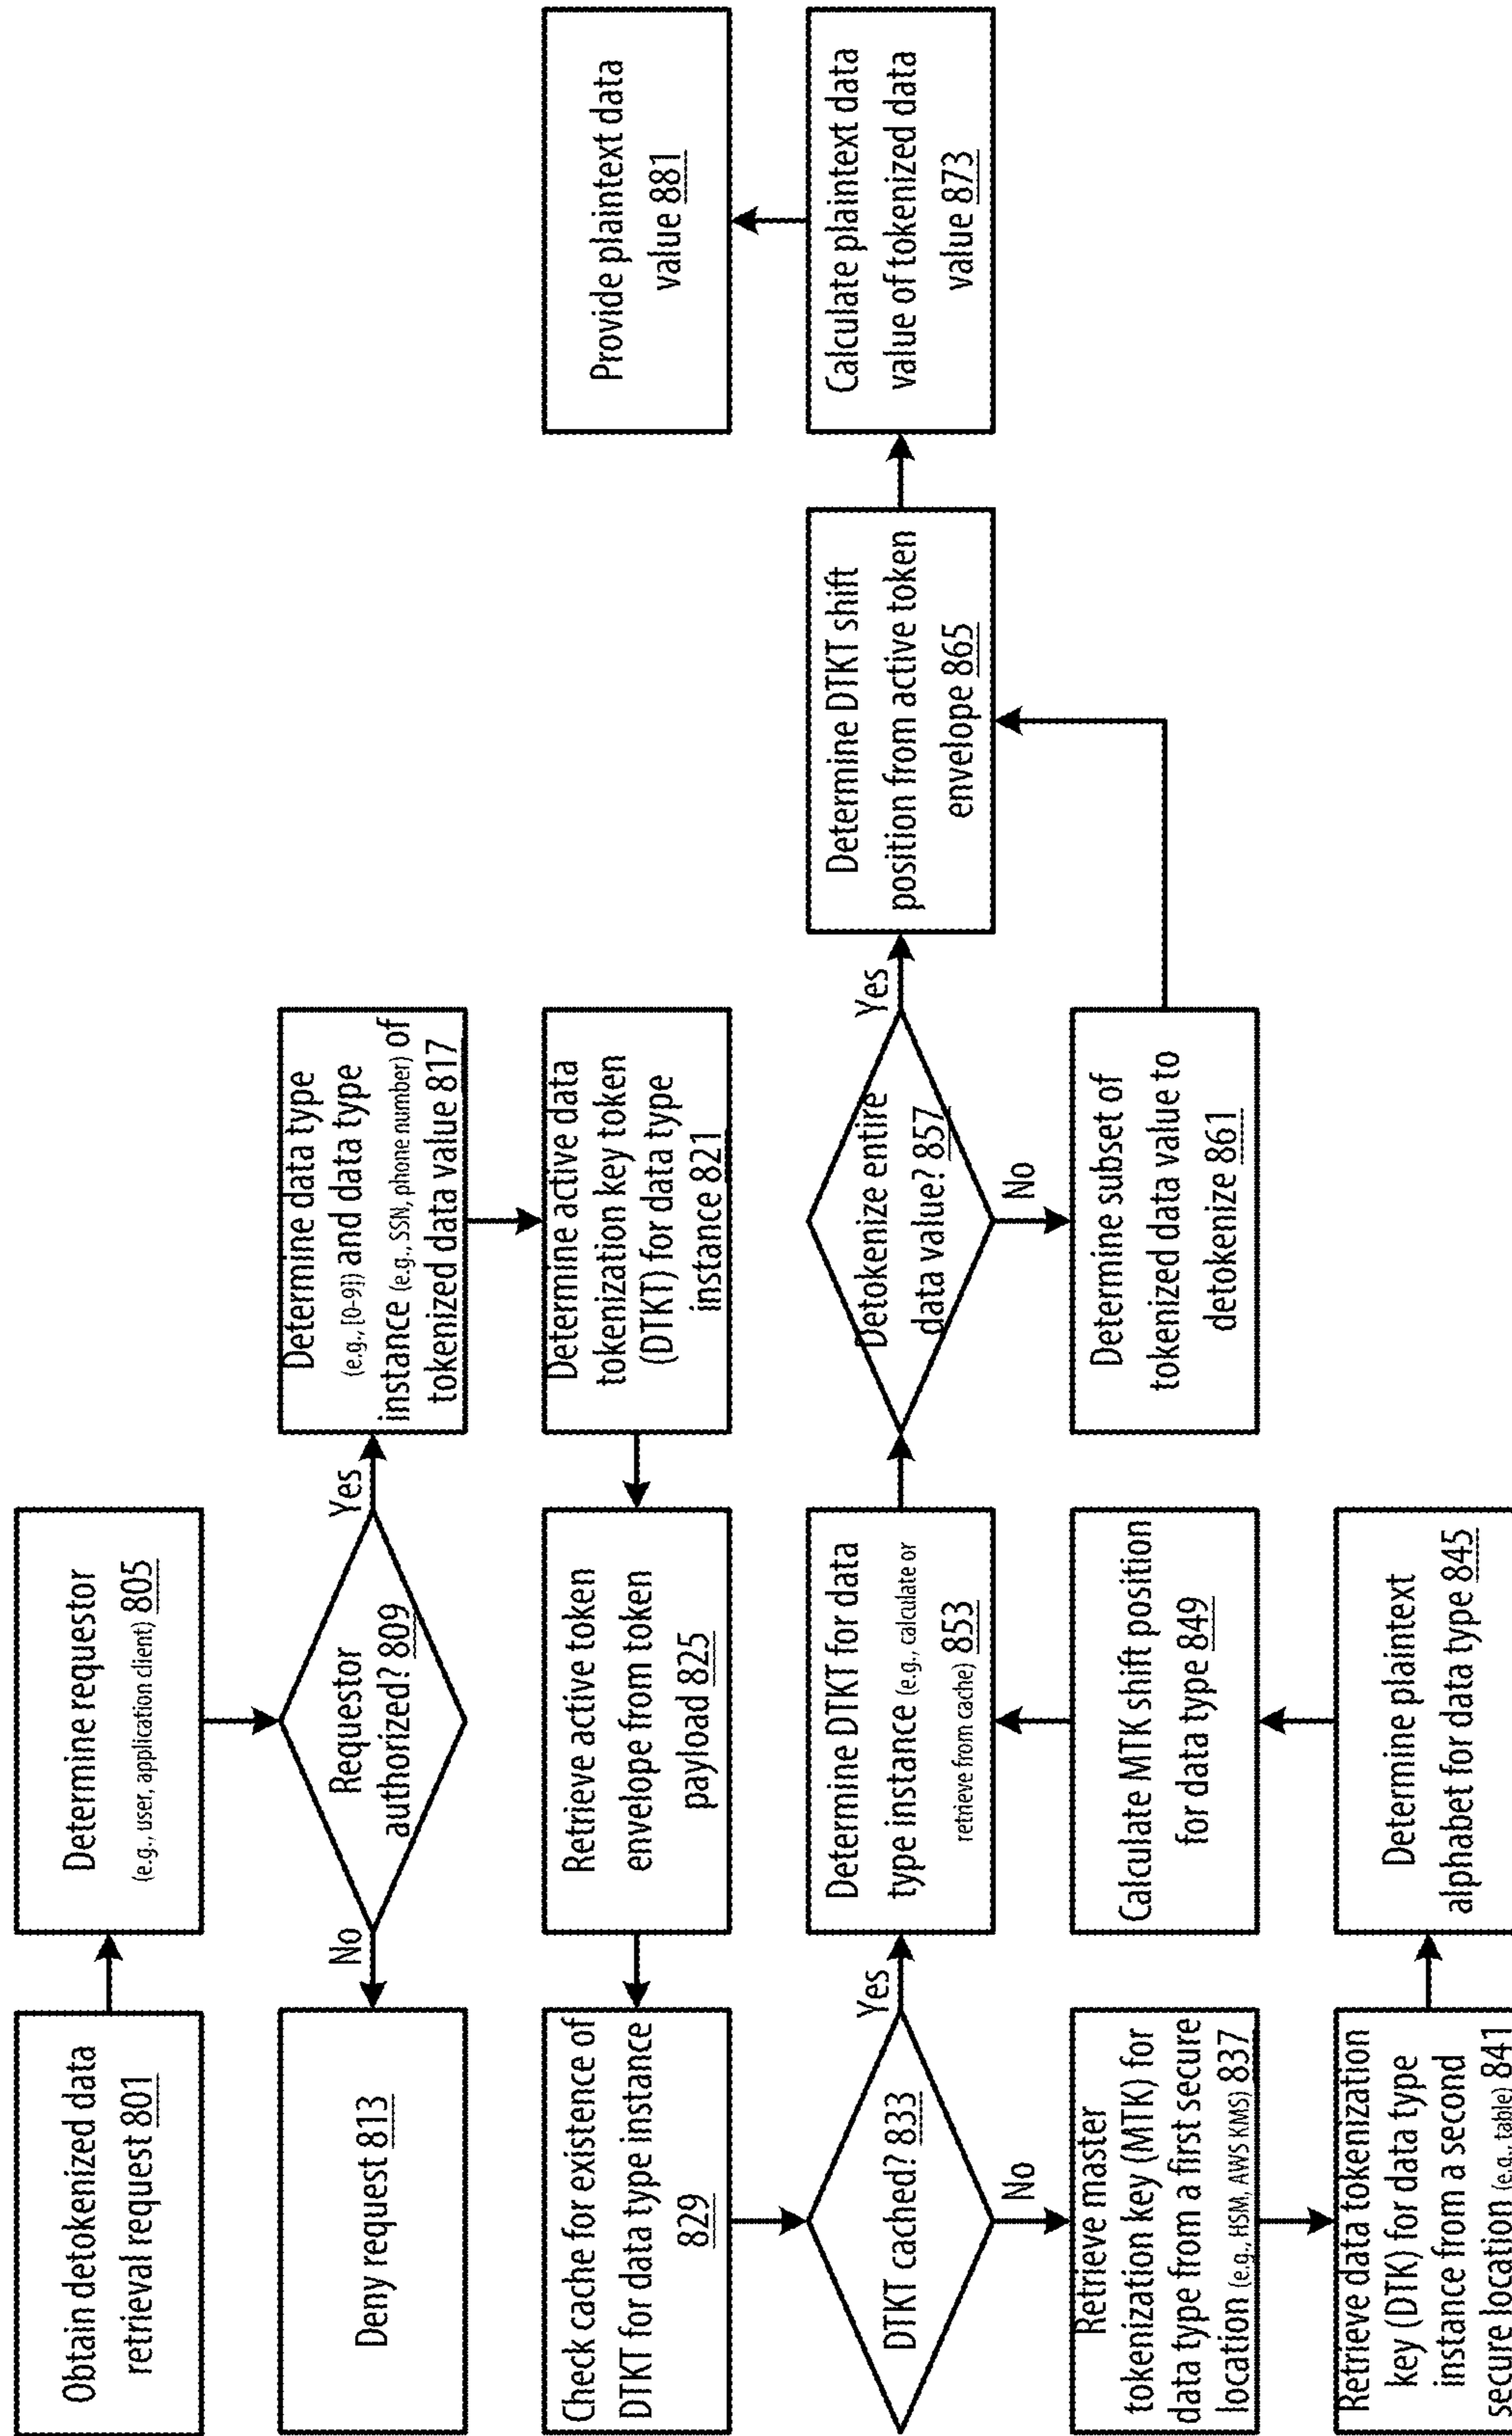 Obtain detokenized data
retrieval request 801
Determine requestor
(e.g., user, application client) 805
Requestor
authorized? 809
No
Yes
Deny request 813
Determine data type
(e.g., [0-9]) and data type
instance (e.g., SSN, phone number) of
tokenized data value 817
Determine active data
tokenization key token
(DTKT) for data type
instance 821
Retrieve active token
envelope from token
payload 825
Check cache for existence of
DTKT for data type instance
829
DTKT cached? 833
Yes
No
Retrieve master
tokenization key (MTK) for
data type from a first secure
location (e.g., HSM, AWS KMS) 837
Retrieve data tokenization
key (DTK) for data type
instance from a second
secure location (e.g., table) 841
Determine plaintext
alphabet for data type 845
Calculate MTK shift position
for data type 849
Determine DTKT for data
type instance (e.g., calculate or
retrieve from cache) 853
Detokenize entire
data value? 857
Yes
No
Determine subset of
tokenized data value to
detokenize 861
Determine DTKT shift
position from active token
envelope 865
Calculate plaintext data
value of tokenized data
value 873
Provide plaintext data
value 881